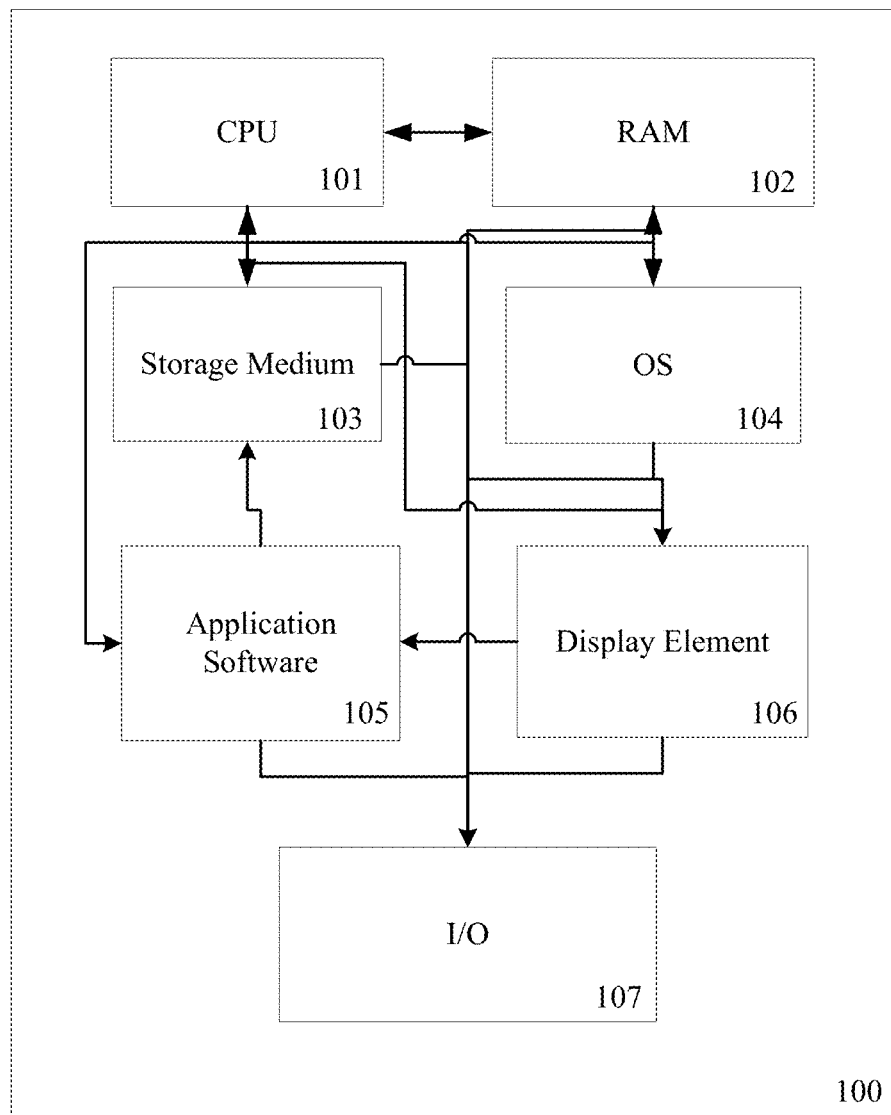 CPU
101
RAM
102
Storage Medium
103
OS
104
Application
Software
105
Display Element
106
I/O
107
100